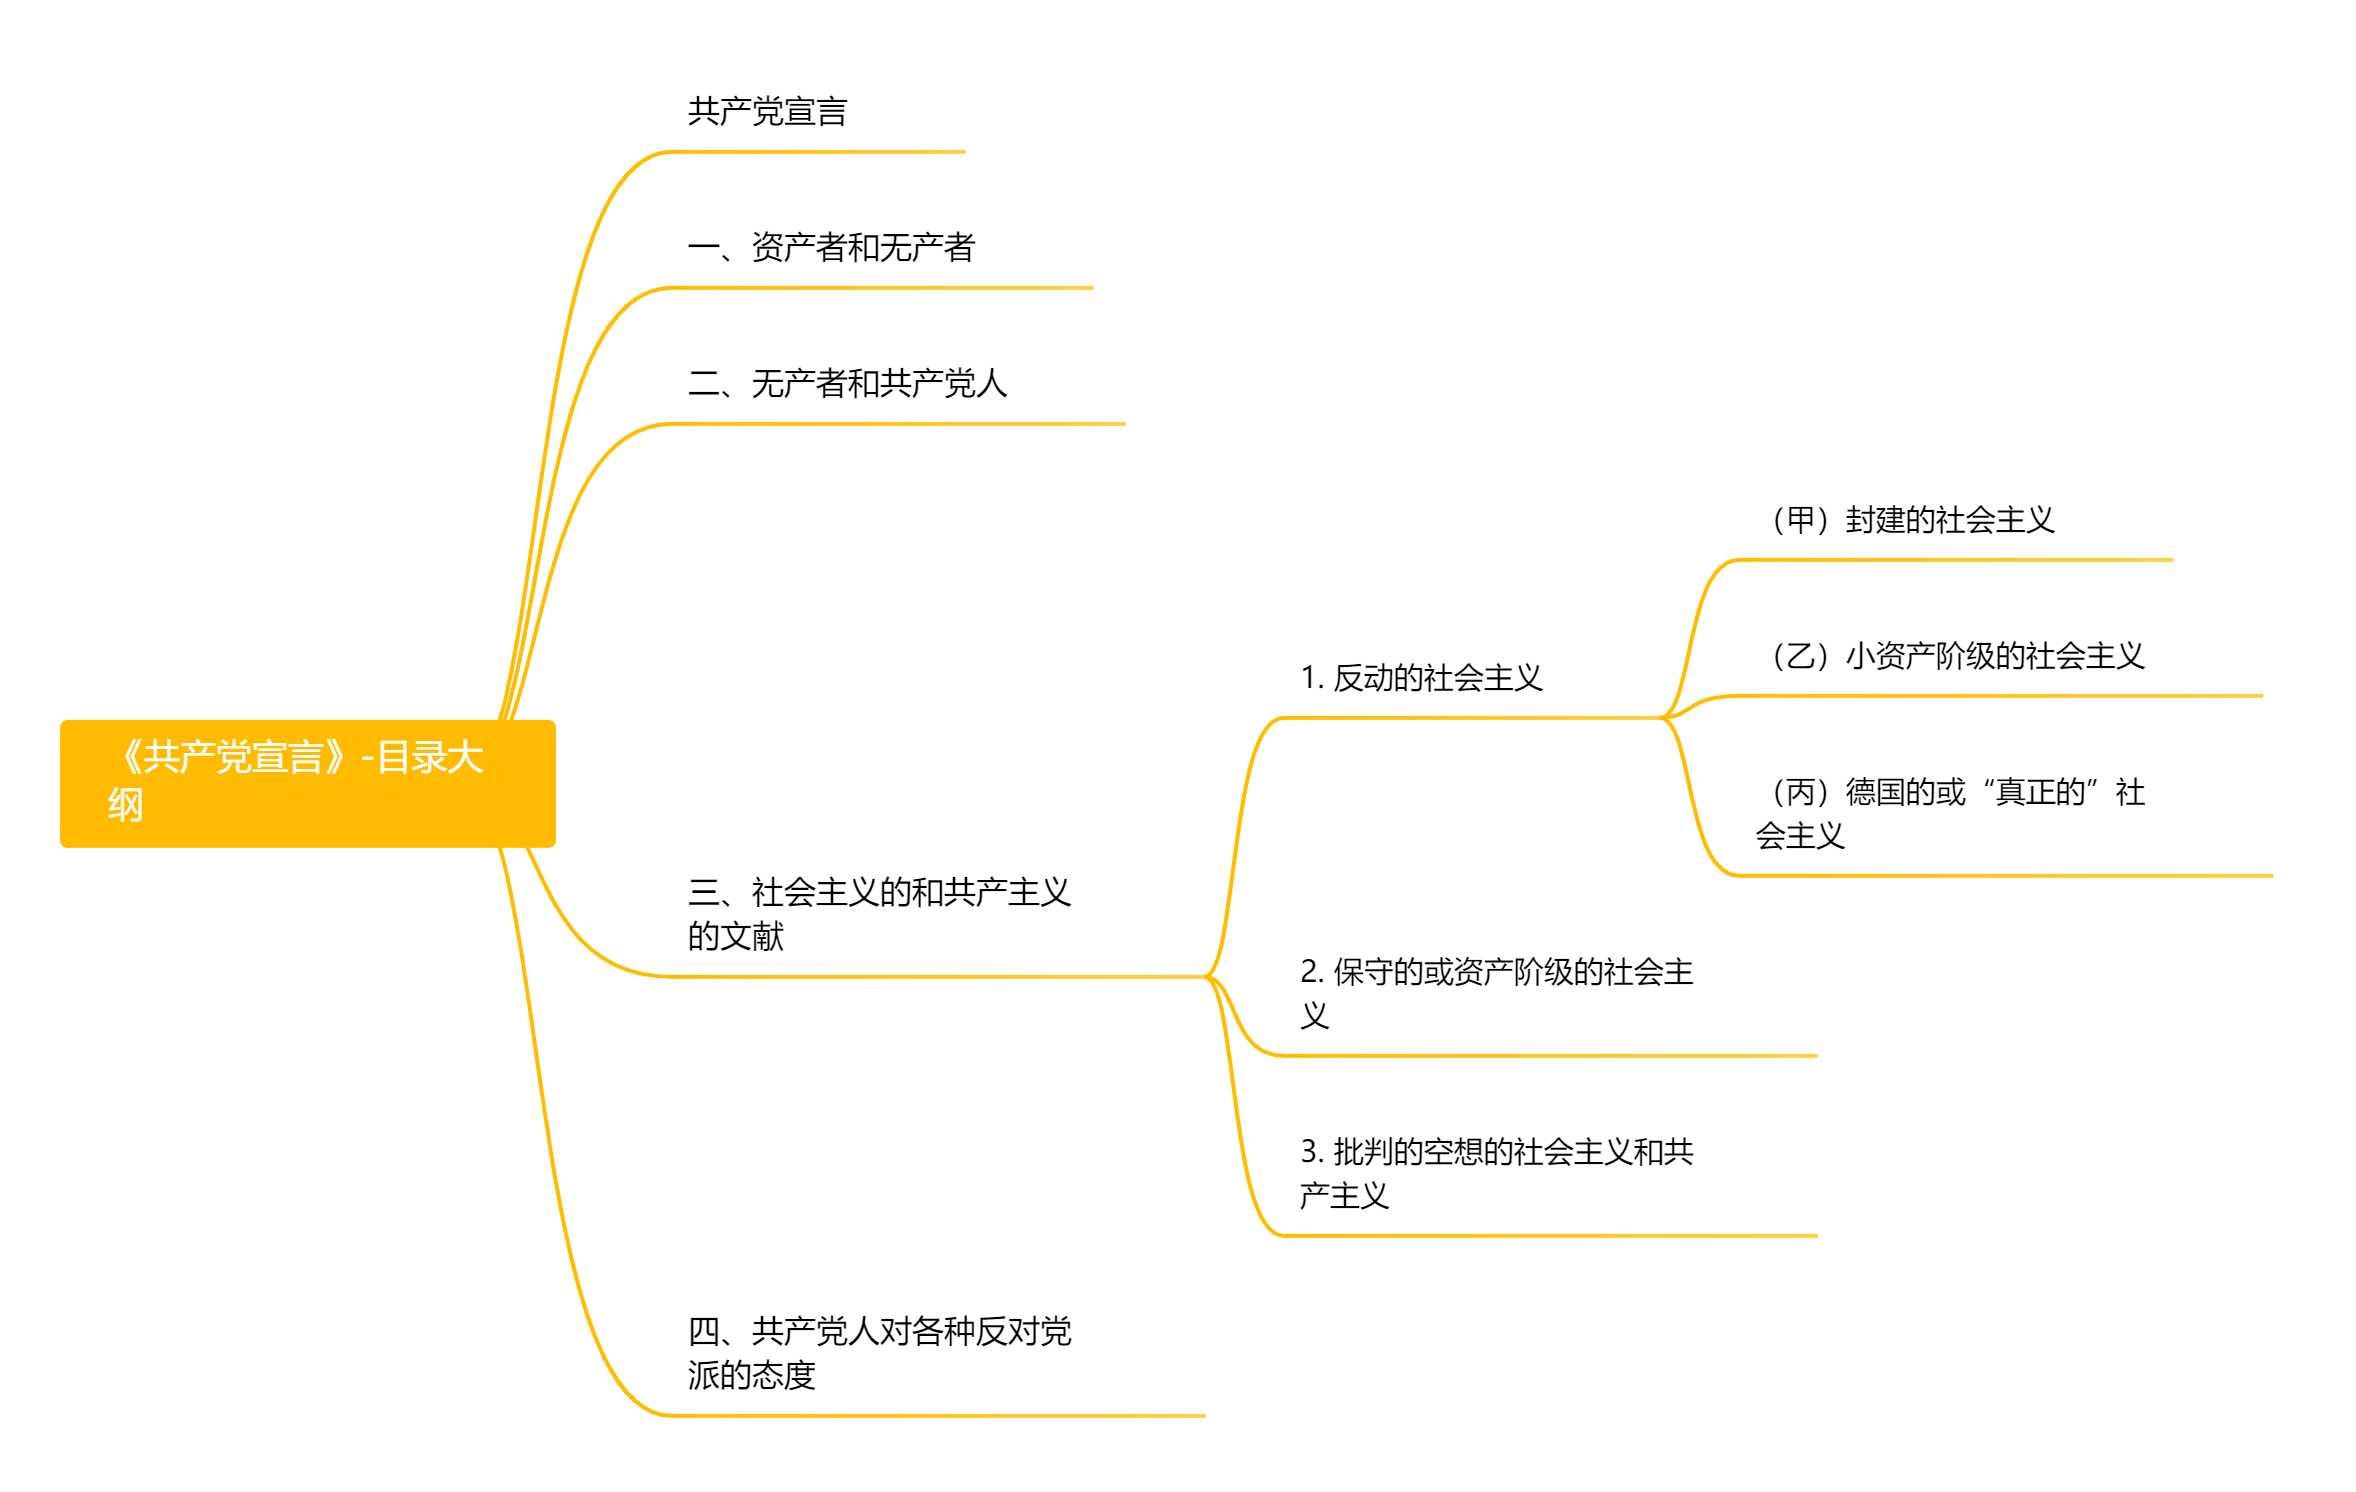 共产党宣言
一、资产者和无产者
二、无产者和共产党人
《共产党宣言》-目录大
纲
三、社会主义的和共产主义
的文献
1. 反动的社会主义
（甲）封建的社会主义
（乙）小资产阶级的社会主义
（丙）德国的或“真正的”社
会主义
2. 保守的或资产阶级的社会主
义
3. 批判的空想的社会主义和共
产主义
四、共产党人对各种反对党
派的态度